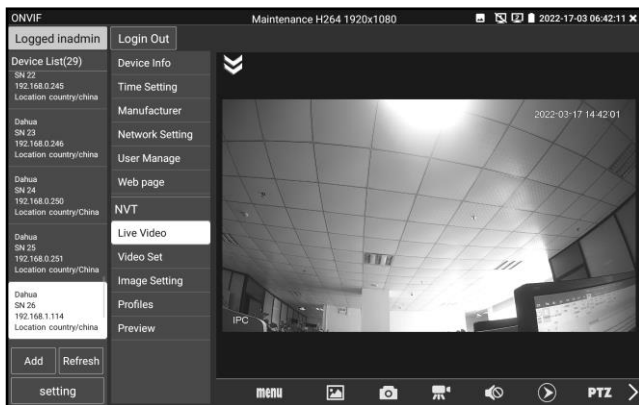 ONVIF
Maintenance H264 1920x1080
2022-17-03 06:42:11
Logged inadmin
Login Out
Device List(29)
SN 22
192.168.0.245
Location country/china
Dahua
SN 23
192.168.0.246
Location country/china
Dahua
SN 24
192.168.0.250
Location country/China
Dahua
SN 25
192.168.0.251
Location country/China
Dahua
SN 26
192.168.1.114
Location country/china
Add
Refresh
setting
Device Info
Time Setting
Manufacturer
Network Setting
User Manage
Web page
NVT
Live Video
Video Set
Image Setting
Profiles
Preview
2022-03-17 14:42:01
IPC
menu
PTZ